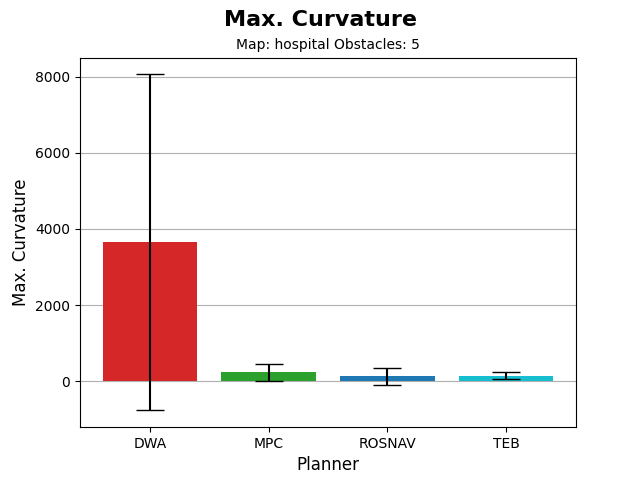 Max. Curvature
Map: hospital Obstacles: 5
8000
6000
4000
2000
0
Max. Curvature
DWA MPC ROSNAV TEB
Planner